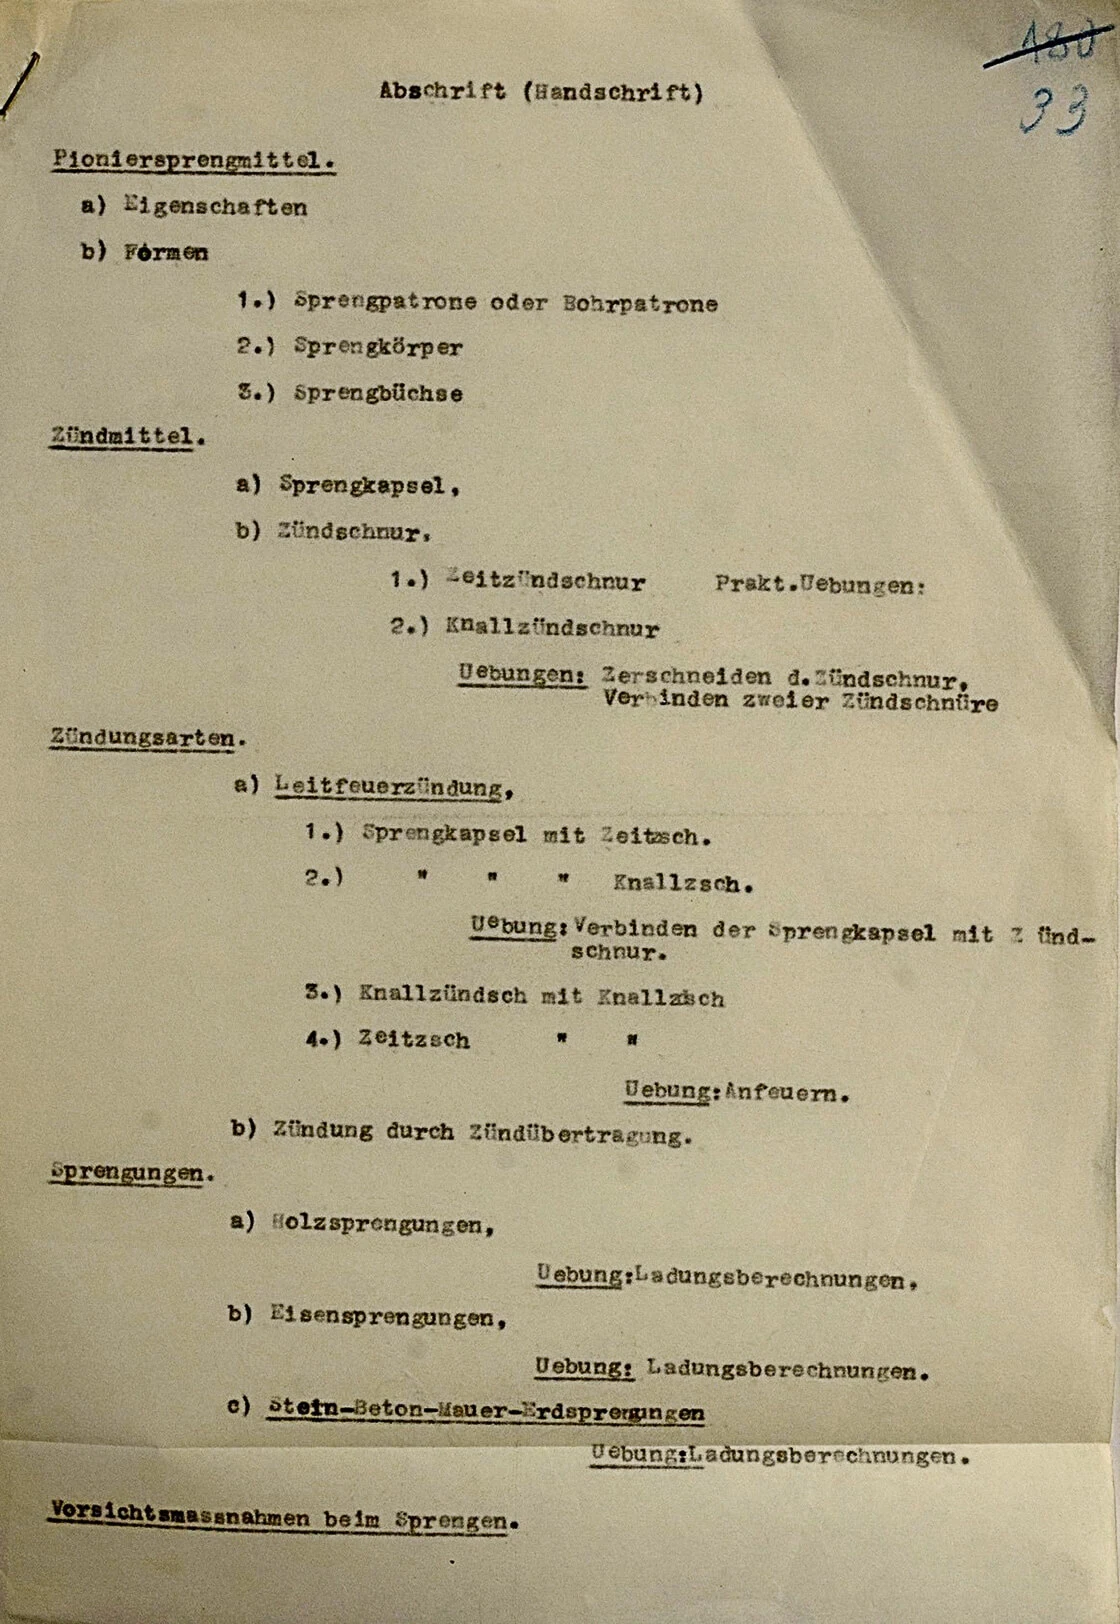 180
33
Abschrift (Handschrift)
Pioniersprengmittel.
a) Eigenschaften
b) Formen
1.) Sprengpatrone oder Bohrpatrone
2.) Sprengkörper
3.) Sprengbüchse
Zündmittel.
a) Sprengkapsel,
b) Zündschnur.
1.) Zeitzündschnur Prakt.Uebungen:
2.) Knallzündschnur
Uebungen: Zerschneiden d.Zündschnur,
Verbinden zweier Zündschnüre
Zündungsarten.
a) Leitfeuerzündung,
1.) Sprengkapsel mit Zeitzsch.
2.) " " " Knallzsch.
Uebung: Verbinden der Sprengkapsel mit Z ünd-
schnur.
3.) Knallzündsch mit Knallzsch
4.) Zeitzsch " "
Uebung: Anfeuern.
b) Zündung durch Zündübertragung.
Sprengungen.
a) Holzsprengungen,
Uebung:Ladungsberechnungen,
b) Eisensprengungen,
Uebung: Ladungsberechnungen.
c) Stein-Beton-Mauer-Erdsprengungen
Uebung:Ladungsberechnungen.
Vorsichtsmassnahmen beim Sprengen.